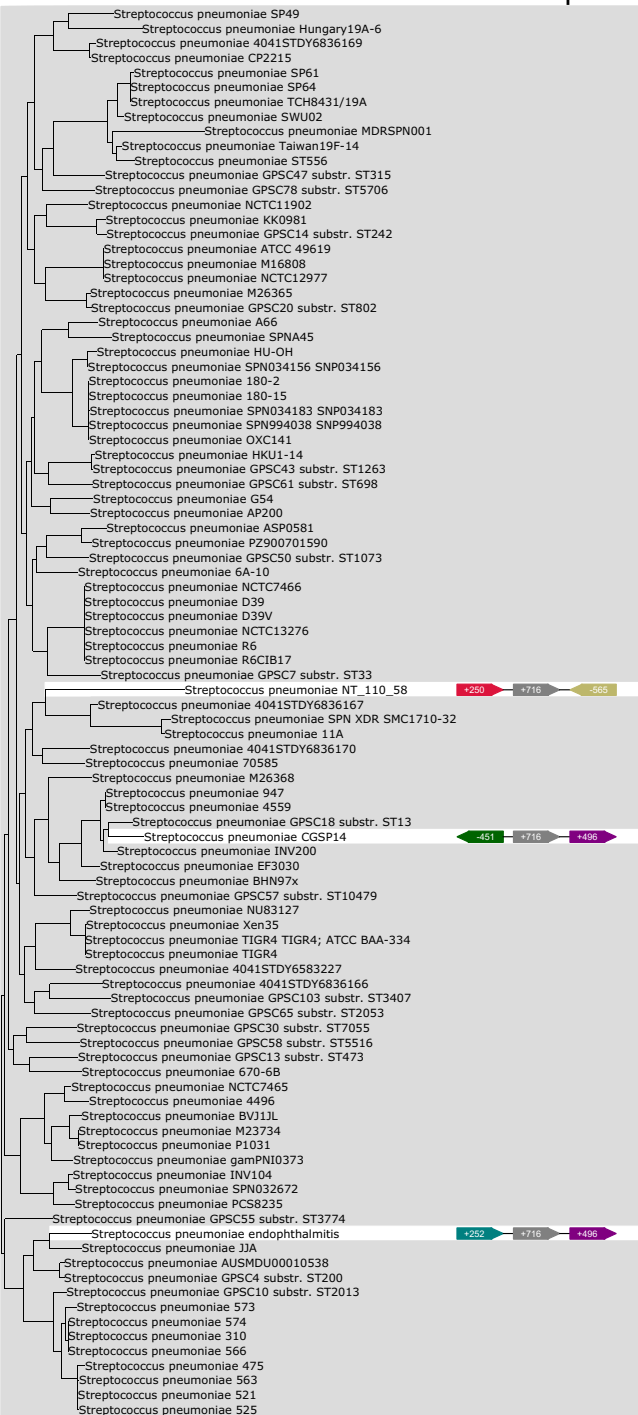 Streptococcus pneumoniae SP49
Streptococcus pneumoniae Hungary19A-6
Streptococcus pneumoniae 4041STDY6836169
Streptococcus pneumoniae CP2215
Streptococcus pneumoniae SP61
Streptococcus pneumoniae SP64
Streptococcus pneumoniae TCH8431/19A
Streptococcus pneumoniae SWU02
Streptococcus pneumoniae MDRSPN001
Streptococcus pneumoniae Taiwan19F-14
Streptococcus pneumoniae ST556
Streptococcus pneumoniae GPSC47 substr. ST315
Streptococcus pneumoniae GPSC78 substr. ST5706
Streptococcus pneumoniae NCTC11902
Streptococcus pneumoniae KK0981
Streptococcus pneumoniae GPSC14 substr. ST242
Streptococcus pneumoniae ATCC 49619
Streptococcus pneumoniae M16808
Streptococcus pneumoniae NCTC12977
Streptococcus pneumoniae M26365
Streptococcus pneumoniae GPSC20 substr. ST802
Streptococcus pneumoniae A66
Streptococcus pneumoniae SPNA45
Streptococcus pneumoniae HU-OH
Streptococcus pneumoniae SPN034156 SNP034156
Streptococcus pneumoniae 180-2
Streptococcus pneumoniae 180-15
Streptococcus pneumoniae SPN034183 SNP034183
Streptococcus pneumoniae SPN994038 SNP994038
Streptococcus pneumoniae OXC141
Streptococcus pneumoniae HKU1-14
Streptococcus pneumoniae GPSC43 substr. ST1263
Streptococcus pneumoniae GPSC61 substr. ST698
Streptococcus pneumoniae G54
Streptococcus pneumoniae AP200
Streptococcus pneumoniae ASP0581
Streptococcus pneumoniae PZ900701590
Streptococcus pneumoniae GPSC50 substr. ST1073
Streptococcus pneumoniae 6A-10
Streptococcus pneumoniae NCTC7466
Streptococcus pneumoniae D39
Streptococcus pneumoniae D39V
Streptococcus pneumoniae NCTC13276
Streptococcus pneumoniae R6
Streptococcus pneumoniae R6CIB17
Streptococcus pneumoniae GPSC7 substr. ST33
Streptococcus pneumoniae NT_110_58 +250 +716 -565
Streptococcus pneumoniae 4041STDY6836167
Streptococcus pneumoniae SPN XDR SMC1710-32
Streptococcus pneumoniae 11A
Streptococcus pneumoniae 4041STDY6836170
Streptococcus pneumoniae 70585
Streptococcus pneumoniae M26368
Streptococcus pneumoniae 947
Streptococcus pneumoniae 4559
Streptococcus pneumoniae GPSC18 substr. ST13
Streptococcus pneumoniae CGSP14 -451 +716 +496
Streptococcus pneumoniae INV200
Streptococcus pneumoniae EF3030
Streptococcus pneumoniae BHN97x
Streptococcus pneumoniae GPSC57 substr. ST10479
Streptococcus pneumoniae NU83127
Streptococcus pneumoniae Xen35
Streptococcus pneumoniae TIGR4 TIGR4; ATCC BAA-334
Streptococcus pneumoniae TIGR4
Streptococcus pneumoniae 4041STDY6583227
Streptococcus pneumoniae 4041STDY6836166
Streptococcus pneumoniae GPSC103 substr. ST3407
Streptococcus pneumoniae GPSC65 substr. ST2053
Streptococcus pneumoniae GPSC30 substr. ST7055
Streptococcus pneumoniae GPSC58 substr. ST5516
Streptococcus pneumoniae GPSC13 substr. ST473
Streptococcus pneumoniae 670-6B
Streptococcus pneumoniae NCTC7465
Streptococcus pneumoniae 4496
Streptococcus pneumoniae BVJ1JL
Streptococcus pneumoniae M23734
Streptococcus pneumoniae P1031
Streptococcus pneumoniae gamPNI0373
Streptococcus pneumoniae INV104
Streptococcus pneumoniae SPN032672
Streptococcus pneumoniae PCS8235
Streptococcus pneumoniae GPSC55 substr. ST3774
Streptococcus pneumoniae endophthalmitis +252 +716 +496
Streptococcus pneumoniae JJA
Streptococcus pneumoniae AUSMDU00010538
Streptococcus pneumoniae GPSC4 substr. ST200
Streptococcus pneumoniae GPSC10 substr. ST2013
Streptococcus pneumoniae 573
Streptococcus pneumoniae 574
Streptococcus pneumoniae 310
Streptococcus pneumoniae 566
Streptococcus pneumoniae 475
Streptococcus pneumoniae 563
Streptococcus pneumoniae 521
Streptococcus pneumoniae 525